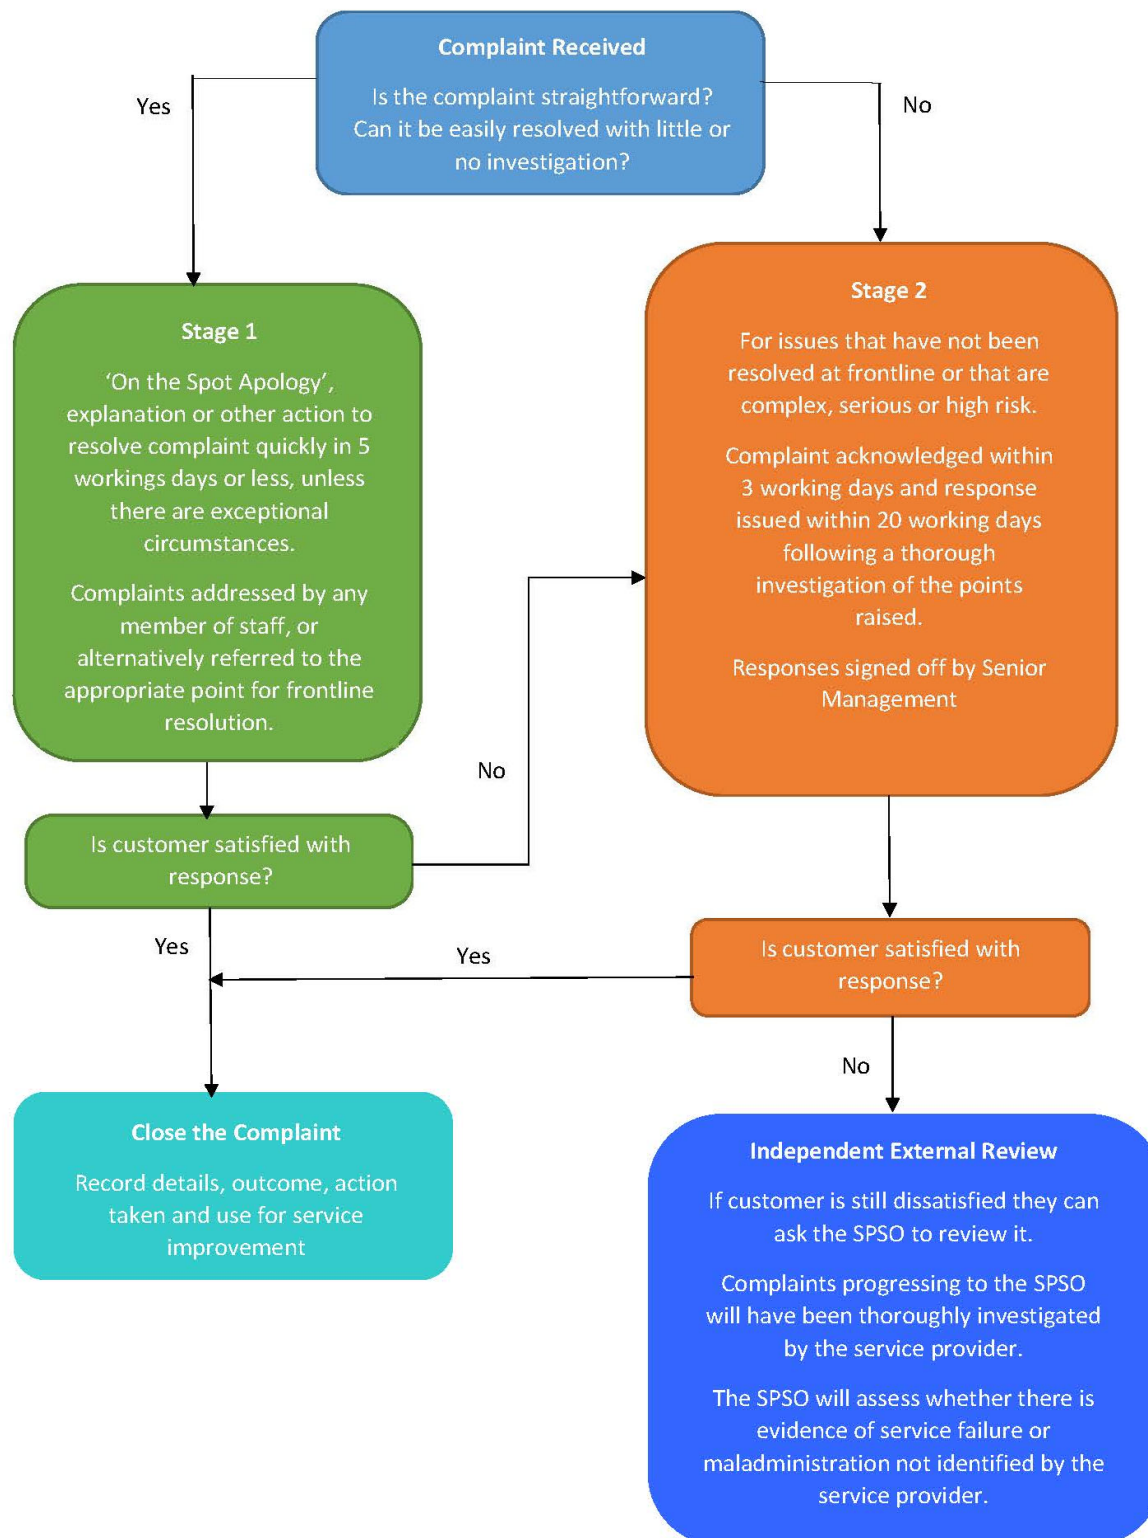 Complaint Received
Is the complaint straightforward?
Can it be easily resolved with little or
no investigation?
Yes
No
Stage 1
‘On the Spot Apology’,
explanation or other action to
resolve complaint quickly in 5
workings days or less, unless
there are exceptional
circumstances.
Complaints addressed by any
member of staff, or
alternatively referred to the
appropriate point for frontline
resolution.
Stage 2
For issues that have not been
resolved at frontline or that are
complex, serious or high risk.
Complaint acknowledged within
3 working days and response
issued within 20 working days
following a thorough
investigation of the points
raised.
Responses signed off by Senior
Management
No
Is customer satisfied with
response?
Yes
Yes
Is customer satisfied with
response?
No
Close the Complaint
Record details, outcome, action
taken and use for service
improvement
Independent External Review
If customer is still dissatisfied they can
ask the SPSO to review it.
Complaints progressing to the SPSO
will have been thoroughly investigated
by the service provider.
The SPSO will assess whether there is
evidence of service failure or
maladministration not identified by the
service provider.